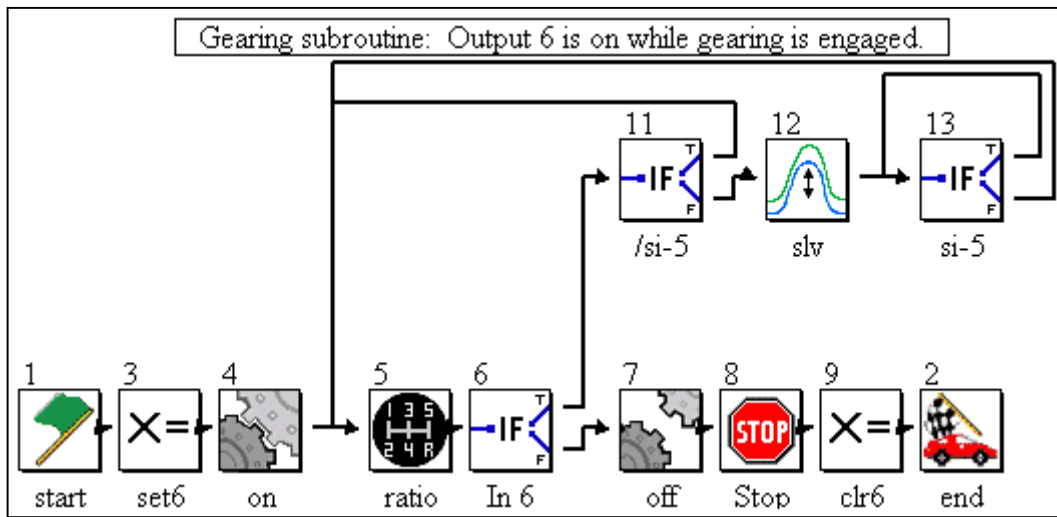 Gearing subroutine: Output 6 is on while gearing is engaged.
11 12 13
T T
IF IF
F F
/si-5 slv si-5
1 3 4 5 6 7 8 9 2
X= 1 3 5 2 4 R IF T F STOP X=
start set6 on ratio In 6 off Stop clr6 end